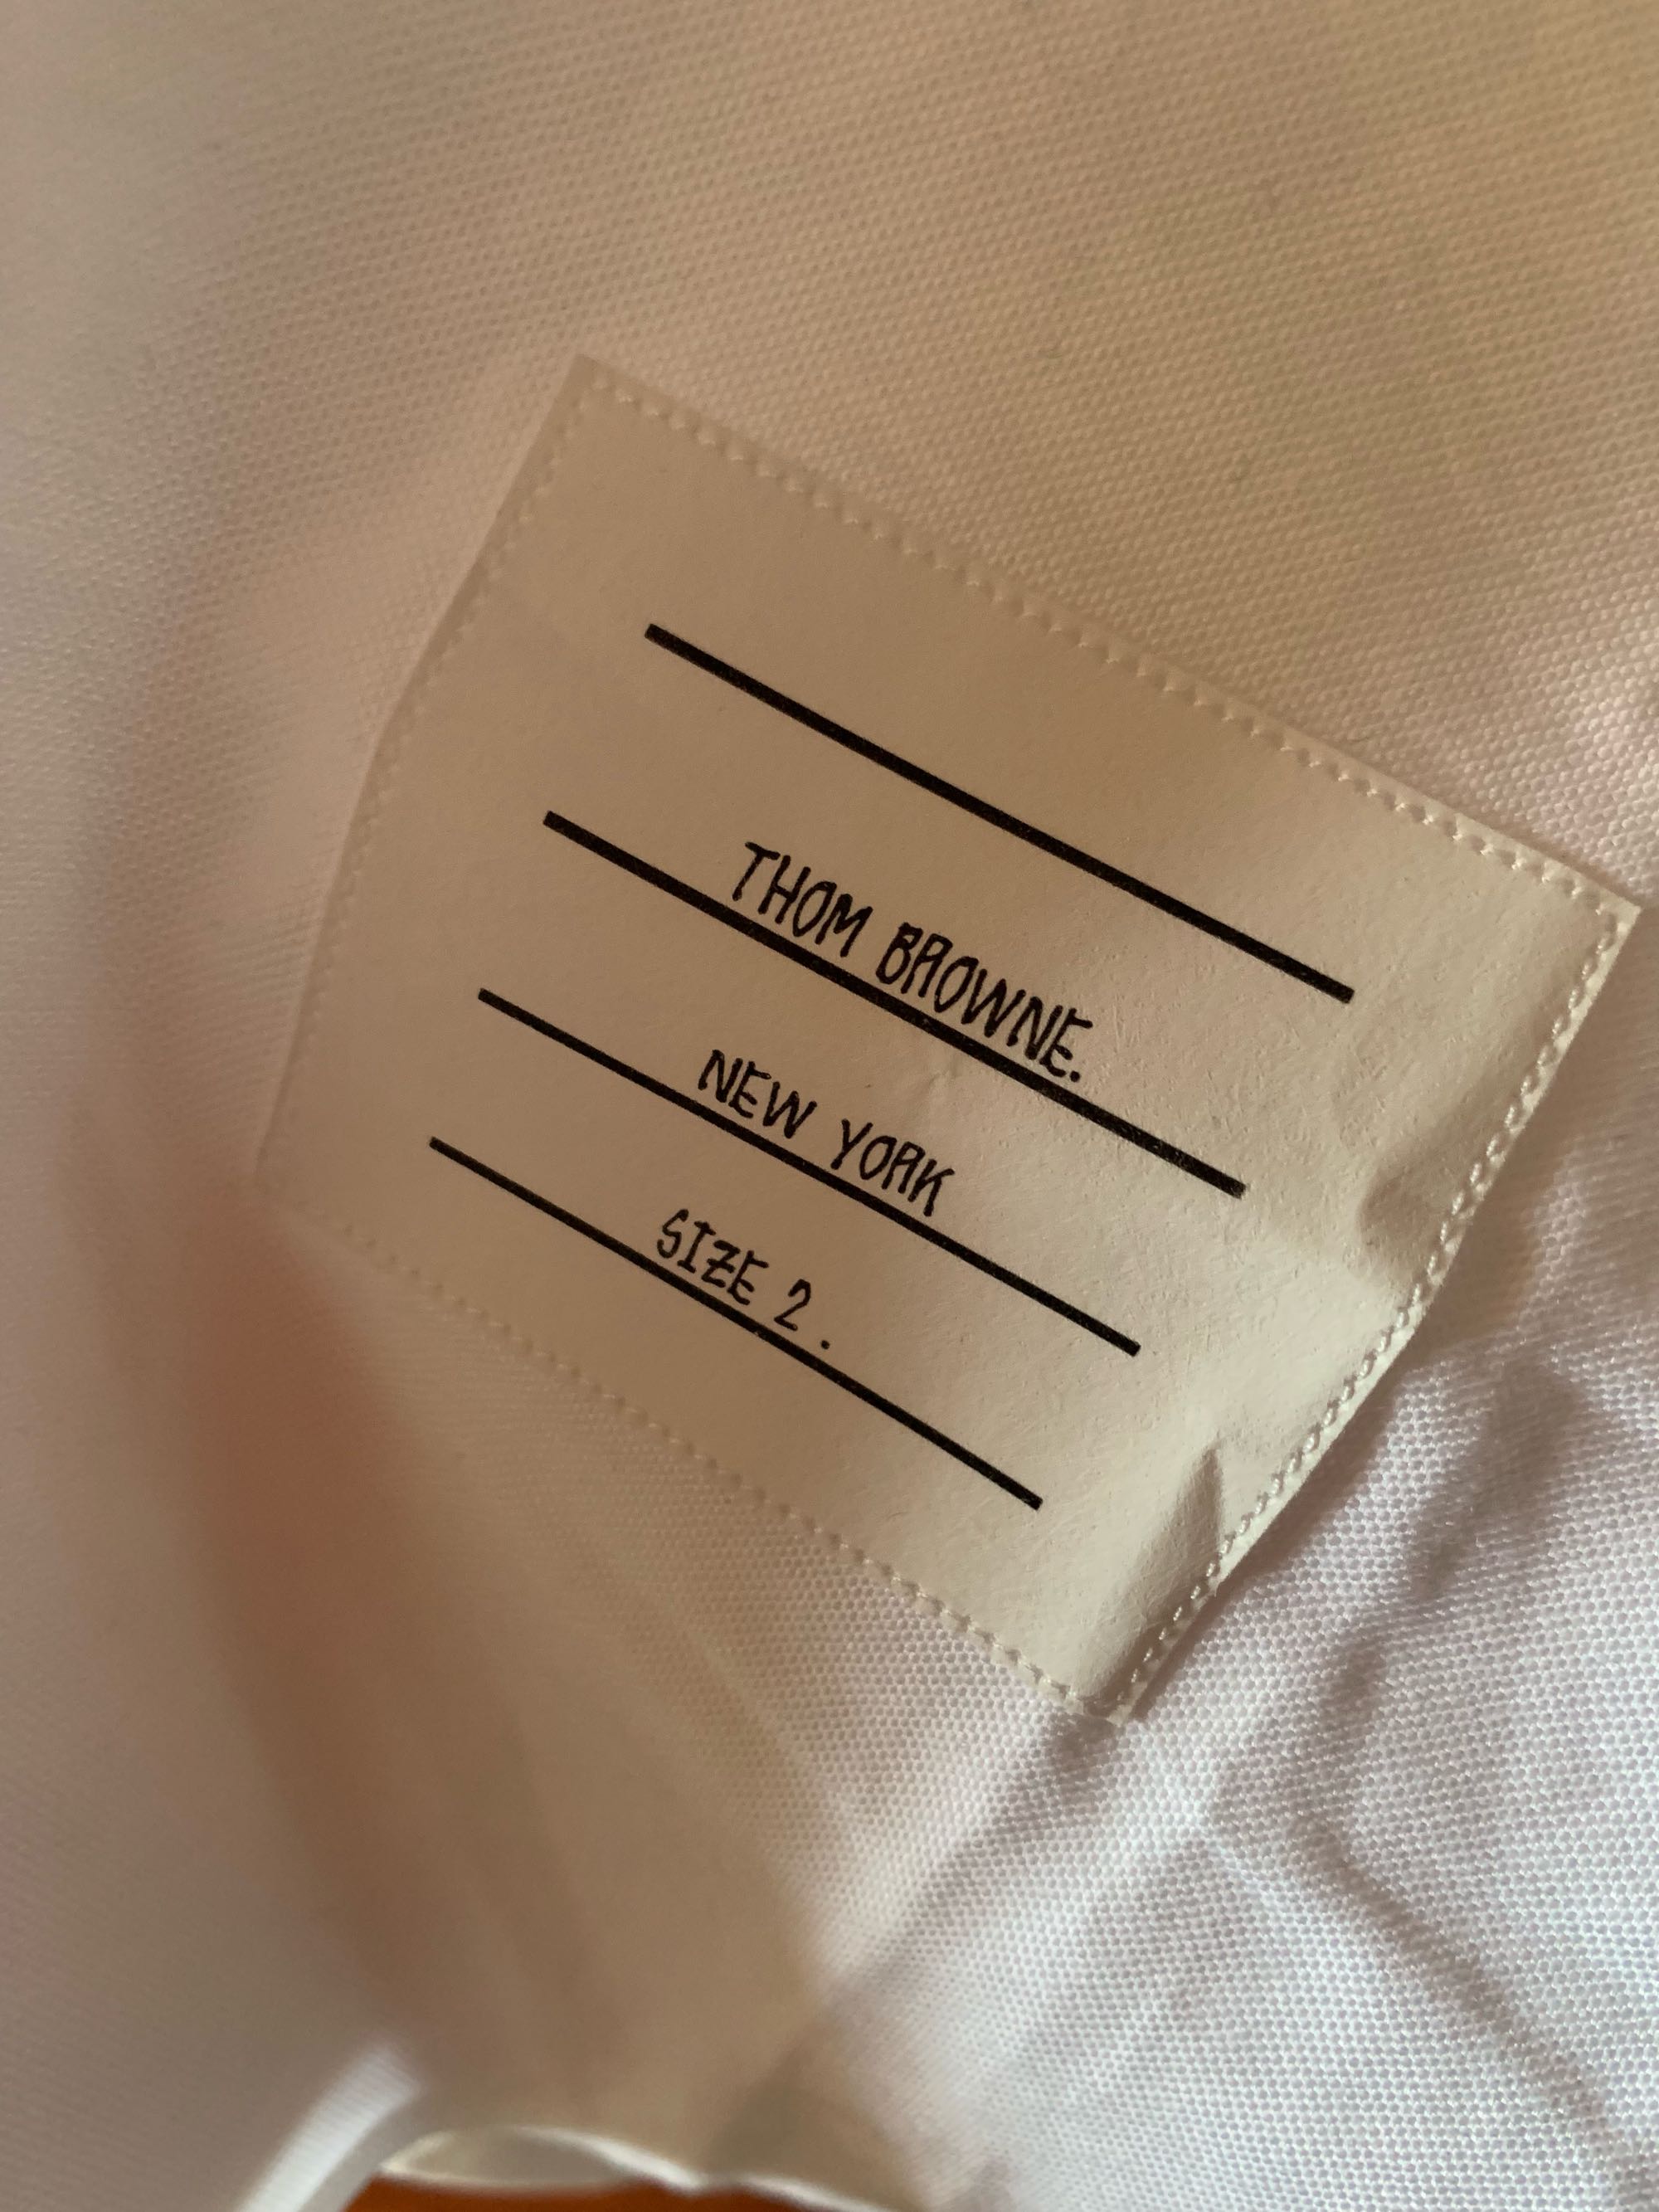 THOM BROWNE.
NEW YORK
SIZE 2.